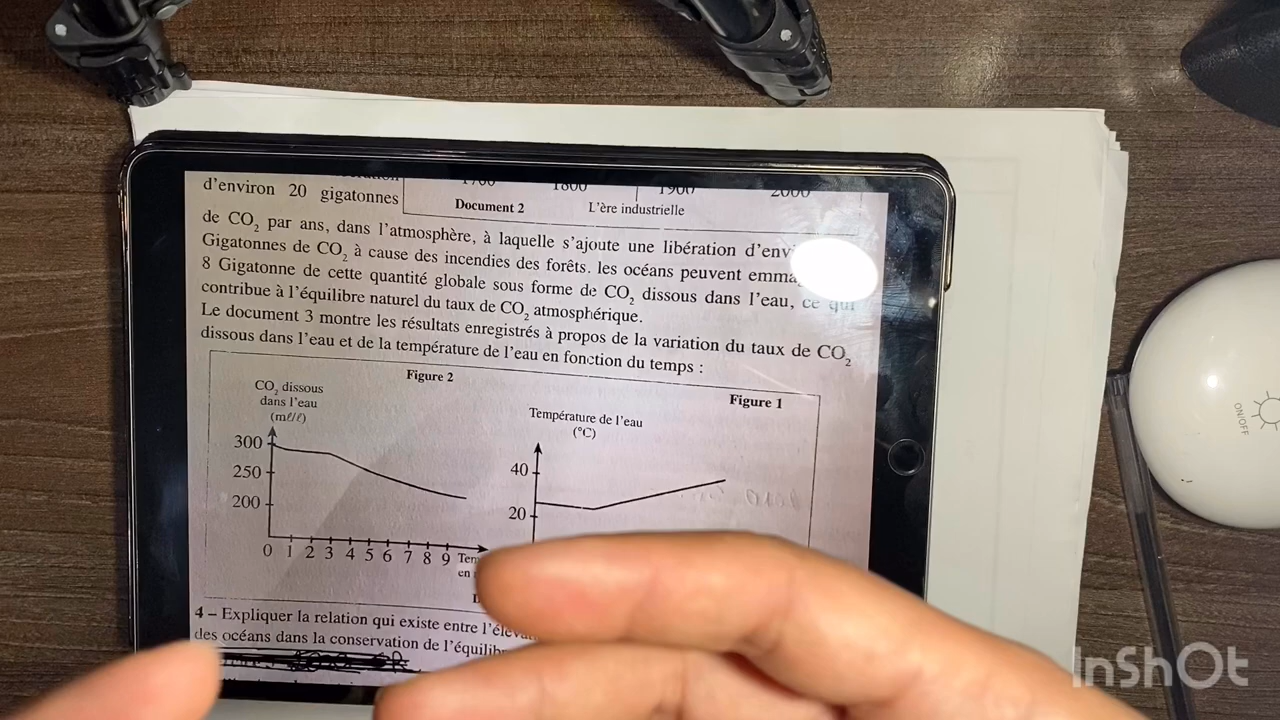 1700 1800 1900 2000
d'environ 20 gigatonnes
Document 2 L'ère industrielle
de CO2 par ans, dans l'atmosphère, à laquelle s'ajoute une libération
Gigatonnes de CO2 à cause des incendies des forêts. les océans peuvent
8 Gigatonne de cette quantité globale sous forme de CO2 dissous dans l'eau, ce qui
contribue à l'équilibre naturel du taux de CO2 atmosphérique.
Le document 3 montre les résultats enregistrés à propos de la variation du taux de CO2
dissous dans l'eau et de la température de l'eau en fonction du temps :
Figure 2
CO2 dissous
dans l'eau
(mℓ/ℓ)
300
250
200
0 1 2 3 4 5 6 7 8 9
en
Figure 1
Température de l'eau
(°C)
40
20
4 – Expliquer la relation qui existe entre
des océans dans la conservation de
ON/OFF
InShOt